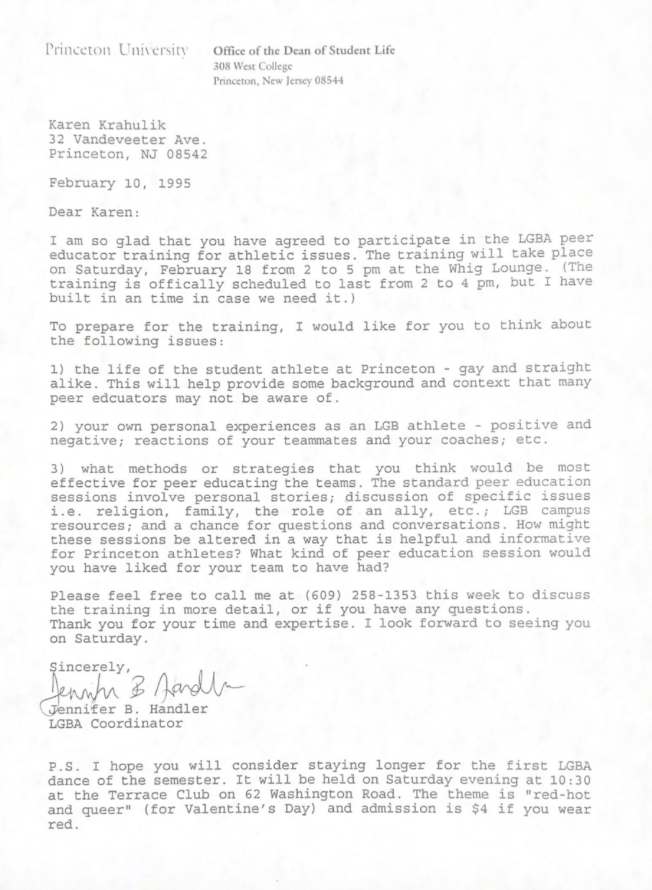 Princeton University
Office of the Dean of Student Life
308 West College
Princeton, New Jersey 08544
Karen Krahulik
32 Vandeveeter Ave.
Princeton, NJ 08542
February 10, 1995
Dear Karen:
I am so glad that you have agreed to participate in the LGBA peer
educator training for athletic issues. The training will take place
on Saturday, February 18 from 2 to 5 pm at the Whig Lounge. (The
training is offically scheduled to last from 2 to 4 pm, but I have
built in an time in case we need it.)
To prepare for the training, I would like for you to think about
the following issues:
1) the life of the student athlete at Princeton - gay and straight
alike. This will help provide some background and context that many
peer edcuators may not be aware of.
2) your own personal experiences as an LGB athlete - positive and
negative; reactions of your teammates and your coaches; etc.
3) what methods or strategies that you think would be most
effective for peer educating the teams. The standard peer education
sessions involve personal stories; discussion of specific issues
i.e. religion, family, the role of an ally, etc.; LGB campus
resources; and a chance for questions and conversations. How might
these sessions be altered in a way that is helpful and informative
for Princeton athletes? What kind of peer education session would
you have liked for your team to have had?
Please feel free to call me at (609) 258-1353 this week to discuss
the training in more detail, or if you have any questions.
Thank you for your time and expertise. I look forward to seeing you
on Saturday.
Sincerely,
Jennifer B Handler
Jennifer B. Handler
LGBA Coordinator
P.S. I hope you will consider staying longer for the first LGBA
dance of the semester. It will be held on Saturday evening at 10:30
at the Terrace Club on 62 Washington Road. The theme is "red-hot
and queer" (for Valentine's Day) and admission is $4 if you wear
red.